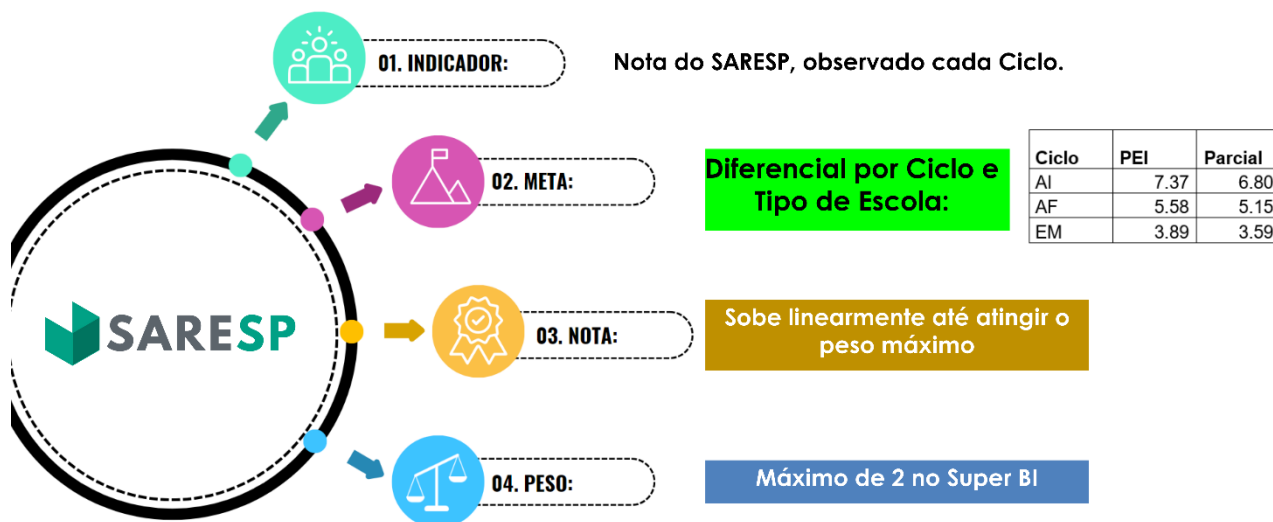 01. INDICADOR:
Nota do SARESP, observado cada Ciclo.
02. META:
Diferencial por Ciclo e
Tipo de Escola:
Ciclo PEI Parcial
AI 7.37 6.80
AF 5.58 5.15
EM 3.89 3.59
SARESP
03. NOTA:
Sobe linearmente até atingir o
peso máximo
04. PESO:
Máximo de 2 no Super BI